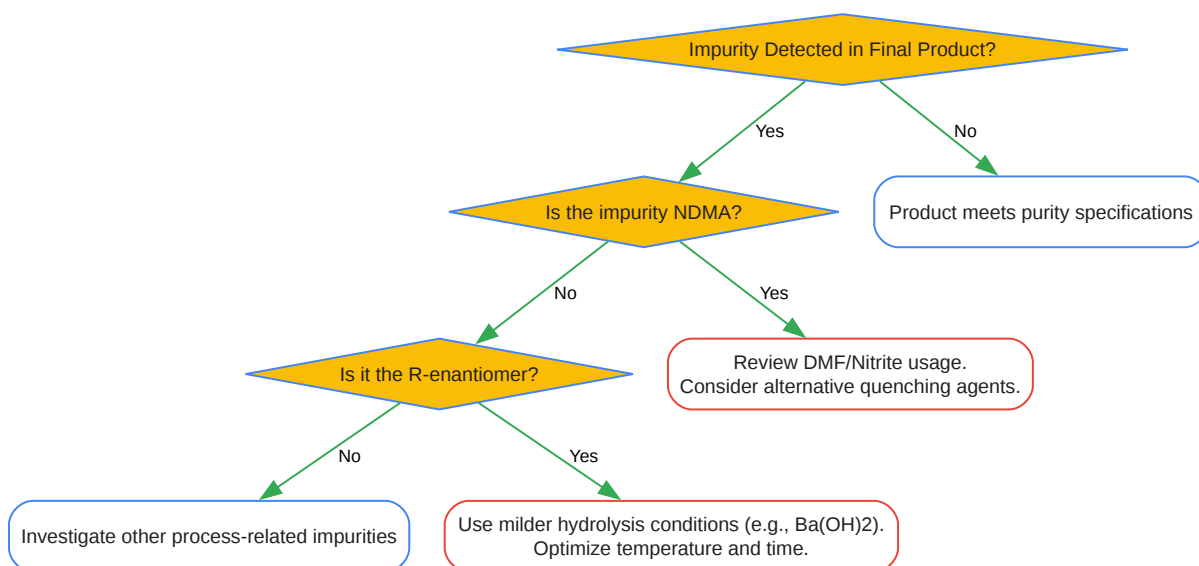 Impurity Detected in Final Product?
Yes
No
Is the impurity NDMA?
Product meets purity specifications
No
Yes
Is it the R-enantiomer?
Review DMF/Nitrite usage.
Consider alternative quenching agents.
No
Yes
Investigate other process-related impurities
Use milder hydrolysis conditions (e.g., Ba(OH)2).
Optimize temperature and time.